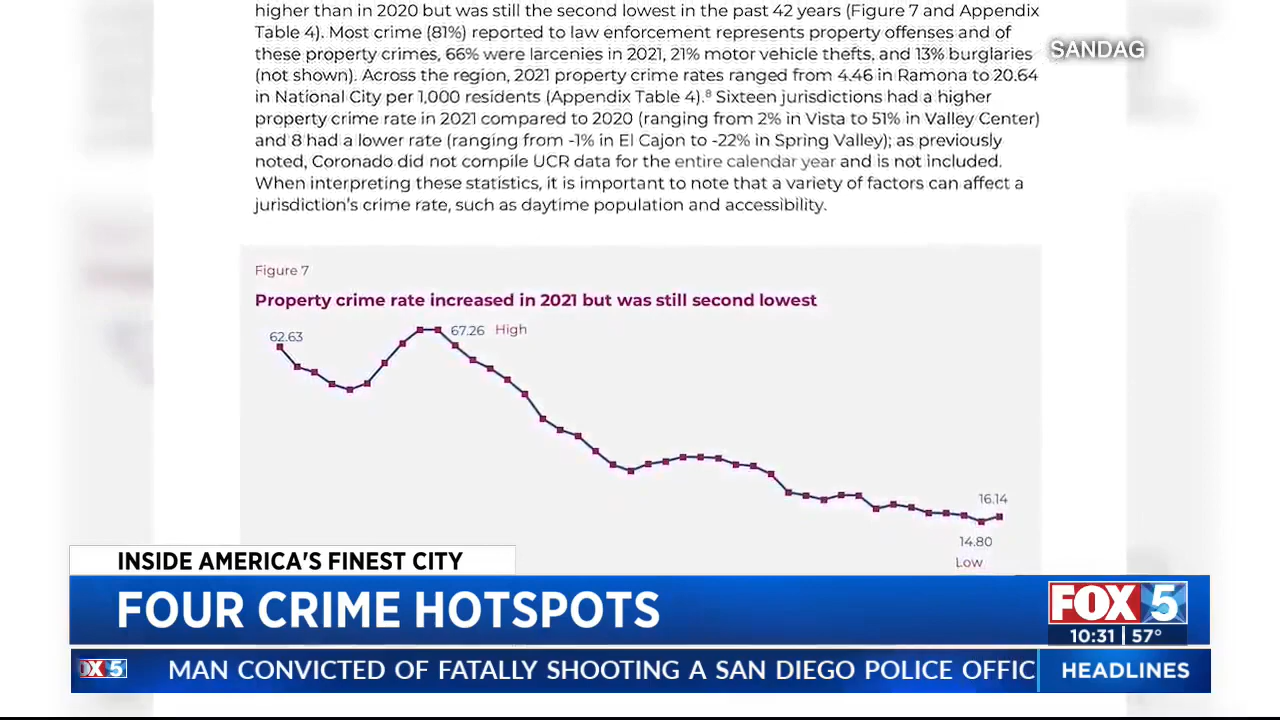 higher than in 2020 but was still the second lowest in the past 42 years (Figure 7 and Appendix
Table 4). Most crime (81%) reported to law enforcement represents property offenses and of
these property crimes, 66% were larcenies in 2021, 21% motor vehicle thefts, and 13% burglaries
(not shown). Across the region, 2021 property crime rates ranged from 4.46 in Ramona to 20.64
in National City per 1,000 residents (Appendix Table 4).⁸ Sixteen jurisdictions had a higher
property crime rate in 2021 compared to 2020 (ranging from 2% in Vista to 51% in Valley Center)
and 8 had a lower rate (ranging from -1% in El Cajon to -22% in Spring Valley); as previously
noted, Coronado did not compile UCR data for the entire calendar year and is not included.
When interpreting these statistics, it is important to note that a variety of factors can affect a
jurisdiction's crime rate, such as daytime population and accessibility.
SANDAG
Figure 7
Property crime rate increased in 2021 but was still second lowest
62.63
67.26 High
16.14
14.80
Low
INSIDE AMERICA'S FINEST CITY
FOUR CRIME HOTSPOTS
FOX 5
10:31 | 57°
OX 5 MAN CONVICTED OF FATALLY SHOOTING A SAN DIEGO POLICE OFFIC
HEADLINES